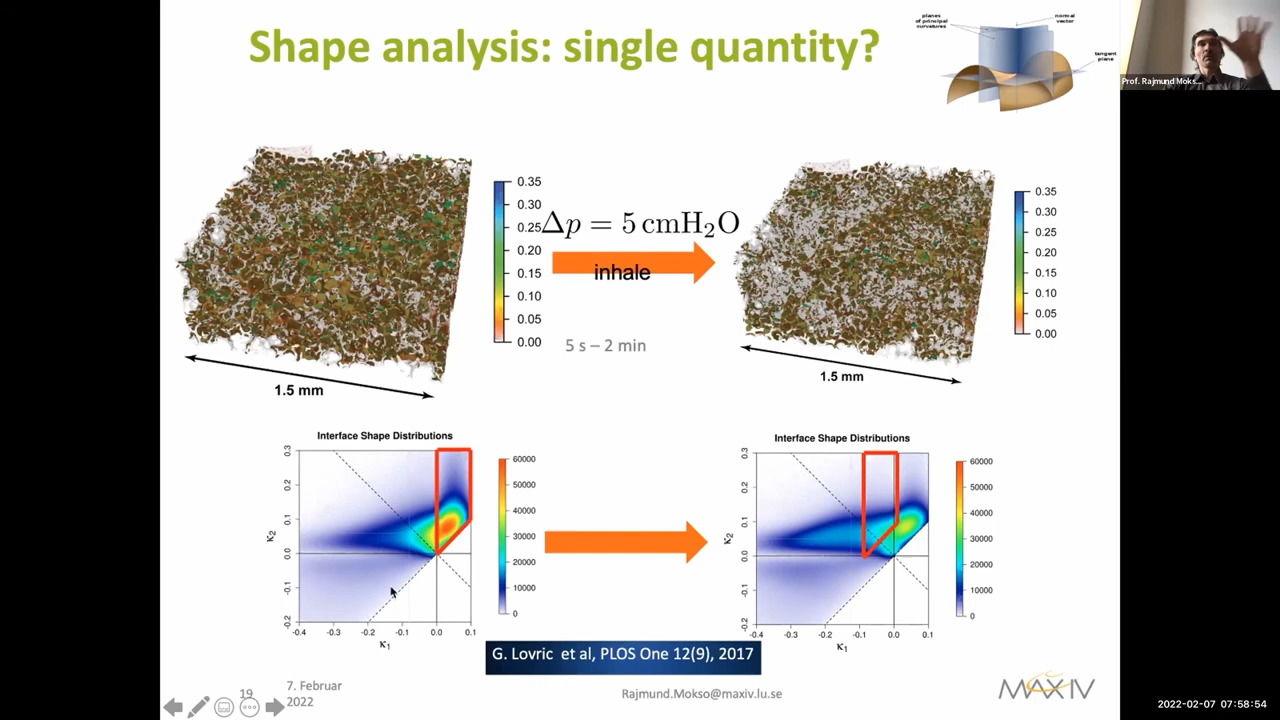 Shape analysis: single quantity?
planes
of principal
curvatures
normal
vector
tangent
plane
Prof. Rajmund Moks...
0.35
0.30
0.25
0.20
0.15
0.10
0.05
0.00
Δp = 5 cmH₂O
inhale
5 s – 2 min
0.35
0.30
0.25
0.20
0.15
0.10
0.05
0.00
1.5 mm
1.5 mm
Interface Shape Distributions
0.3
0.2
0.1
0.0
-0.1
-0.2
κ₂
-0.4 -0.3 -0.2 -0.1 0.0 0.1
κ₁
60000
50000
40000
30000
20000
10000
0
Interface Shape Distributions
0.3
0.2
0.1
0.0
-0.1
-0.2
κ₂
-0.4 -0.3 -0.2 -0.1 0.0 0.1
κ₁
60000
50000
40000
30000
20000
10000
0
G. Lovric et al, PLOS One 12(9), 2017
19
7. Februar
2022
Rajmund.Mokso@maxiv.lu.se
MAXIV
2022-02-07 07:58:54